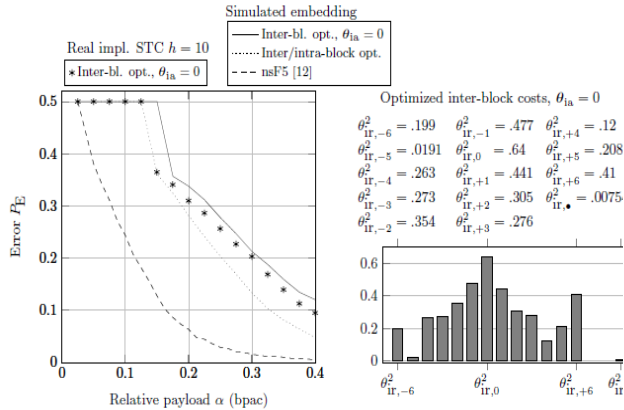 Simulated embedding
Real impl. STC h = 10
Inter-bl. opt., θia = 0
∗Inter-bl. opt., θia = 0
Inter/intra-block opt.
nsF5 [12]
0.5
0.4
0.3
0.2
0.1
0
Error PE
0 0.1 0.2 0.3 0.4
Relative payload α (bpac)
Optimized inter-block costs, θia = 0
θ²ir,−6 = .199 θ²ir,−1 = .477 θ²ir,+4 = .12
θ²ir,−5 = .0191 θ²ir,0 = .64 θ²ir,+5 = .208
θ²ir,−4 = .263 θ²ir,+1 = .441 θ²ir,+6 = .41
θ²ir,−3 = .273 θ²ir,+2 = .305 θ²ir,• = .00754
θ²ir,−2 = .354 θ²ir,+3 = .276
0.6
0.4
0.2
0
θ²ir,−6 θ²ir,0 θ²ir,+6